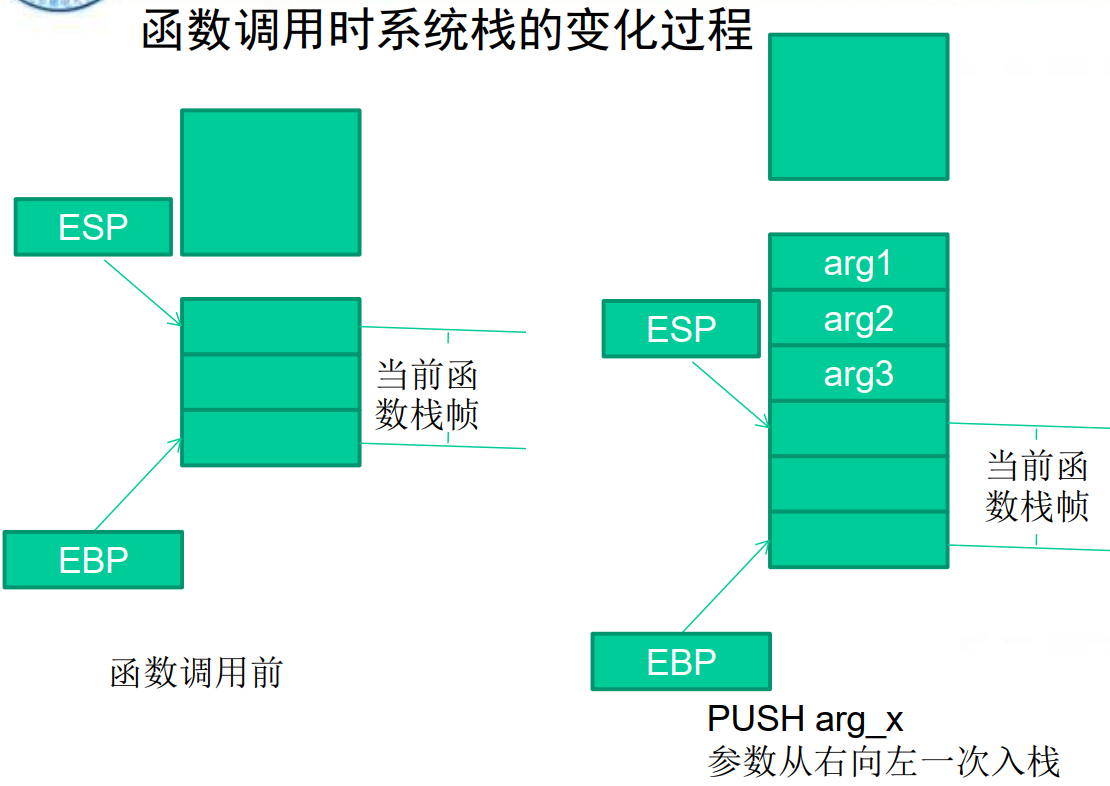 函数调用时系统栈的变化过程
ESP
当前函
数栈帧
EBP
函数调用前
arg1
arg2
arg3
ESP
当前函
数栈帧
EBP
PUSH arg_x
参数从右向左一次入栈